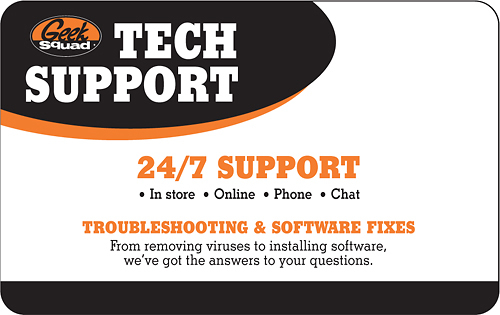 Geek
Squad
TECH
SUPPORT
24/7 SUPPORT
• In store • Online • Phone • Chat
TROUBLESHOOTING & SOFTWARE FIXES
From removing viruses to installing software,
we've got the answers to your questions.